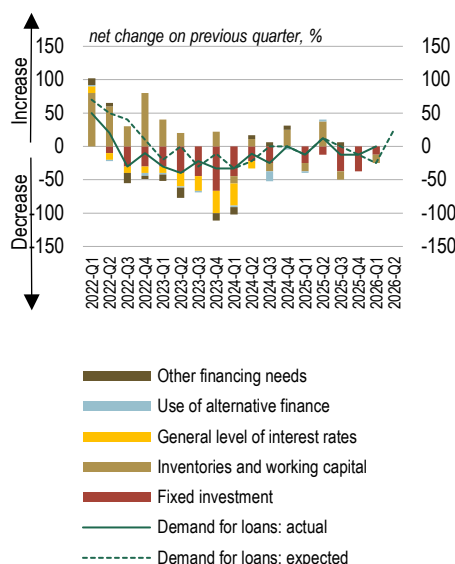 net change on previous quarter, %
150 150
100 100
50 50
0 0
-50 -50
-100 -100
-150 -150
Increase
Decrease
2022-Q1
2022-Q2
2022-Q3
2022-Q4
2023-Q1
2023-Q2
2023-Q3
2023-Q4
2024-Q1
2024-Q2
2024-Q3
2024-Q4
2025-Q1
2025-Q2
2025-Q3
2025-Q4
2026-Q1
2026-Q2
Other financing needs
Use of alternative finance
General level of interest rates
Inventories and working capital
Fixed investment
Demand for loans: actual
Demand for loans: expected